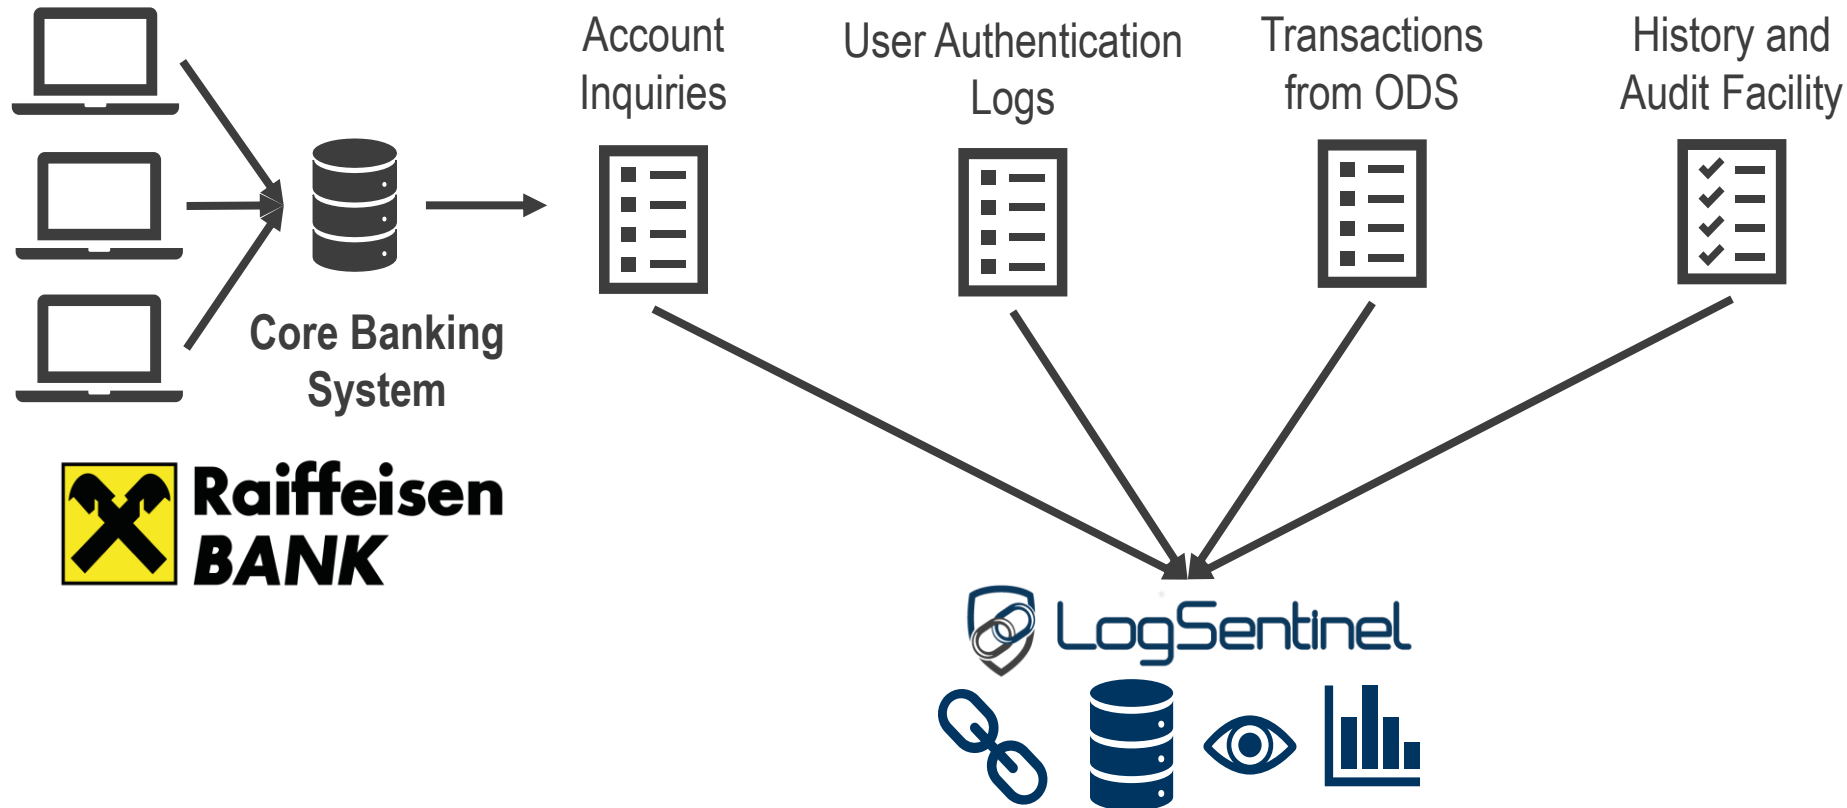 Account
Inquiries
User Authentication
Logs
Transactions
from ODS
History and
Audit Facility
Core Banking
System
Raiffeisen
BANK
LogSentinel